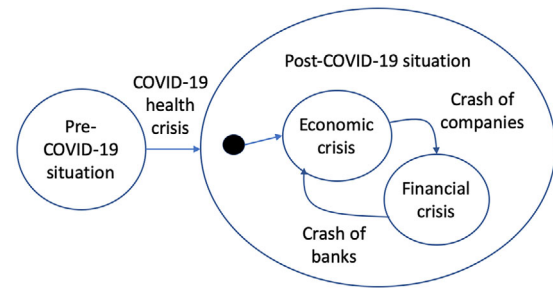 Pre-
COVID-19
situation
COVID-19
health
crisis
Post-COVID-19 situation
Economic
crisis
Crash of
companies
Financial
crisis
Crash of
banks